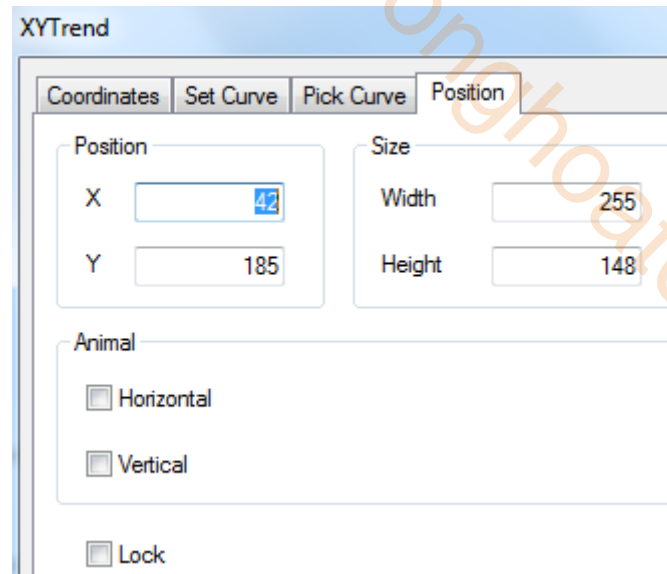 XYTrend
Coordinates Set Curve Pick Curve Position
Position Size
X 42 Width 255
Y 185 Height 148
Animal
Horizontal
Vertical
Lock